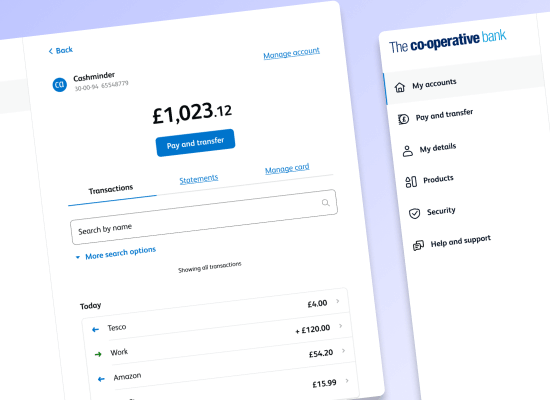 Back
Cashminder
30-00-94 65548779
Manage account
£1,023.12
Pay and transfer
Transactions
Statements
Manage card
Search by name
More search options
Showing all transactions
Today
Tesco
£4.00
Work
+ £120.00
Amazon
£54.20
£15.99
The co-operative bank
My accounts
Pay and transfer
My details
Products
Security
Help and support